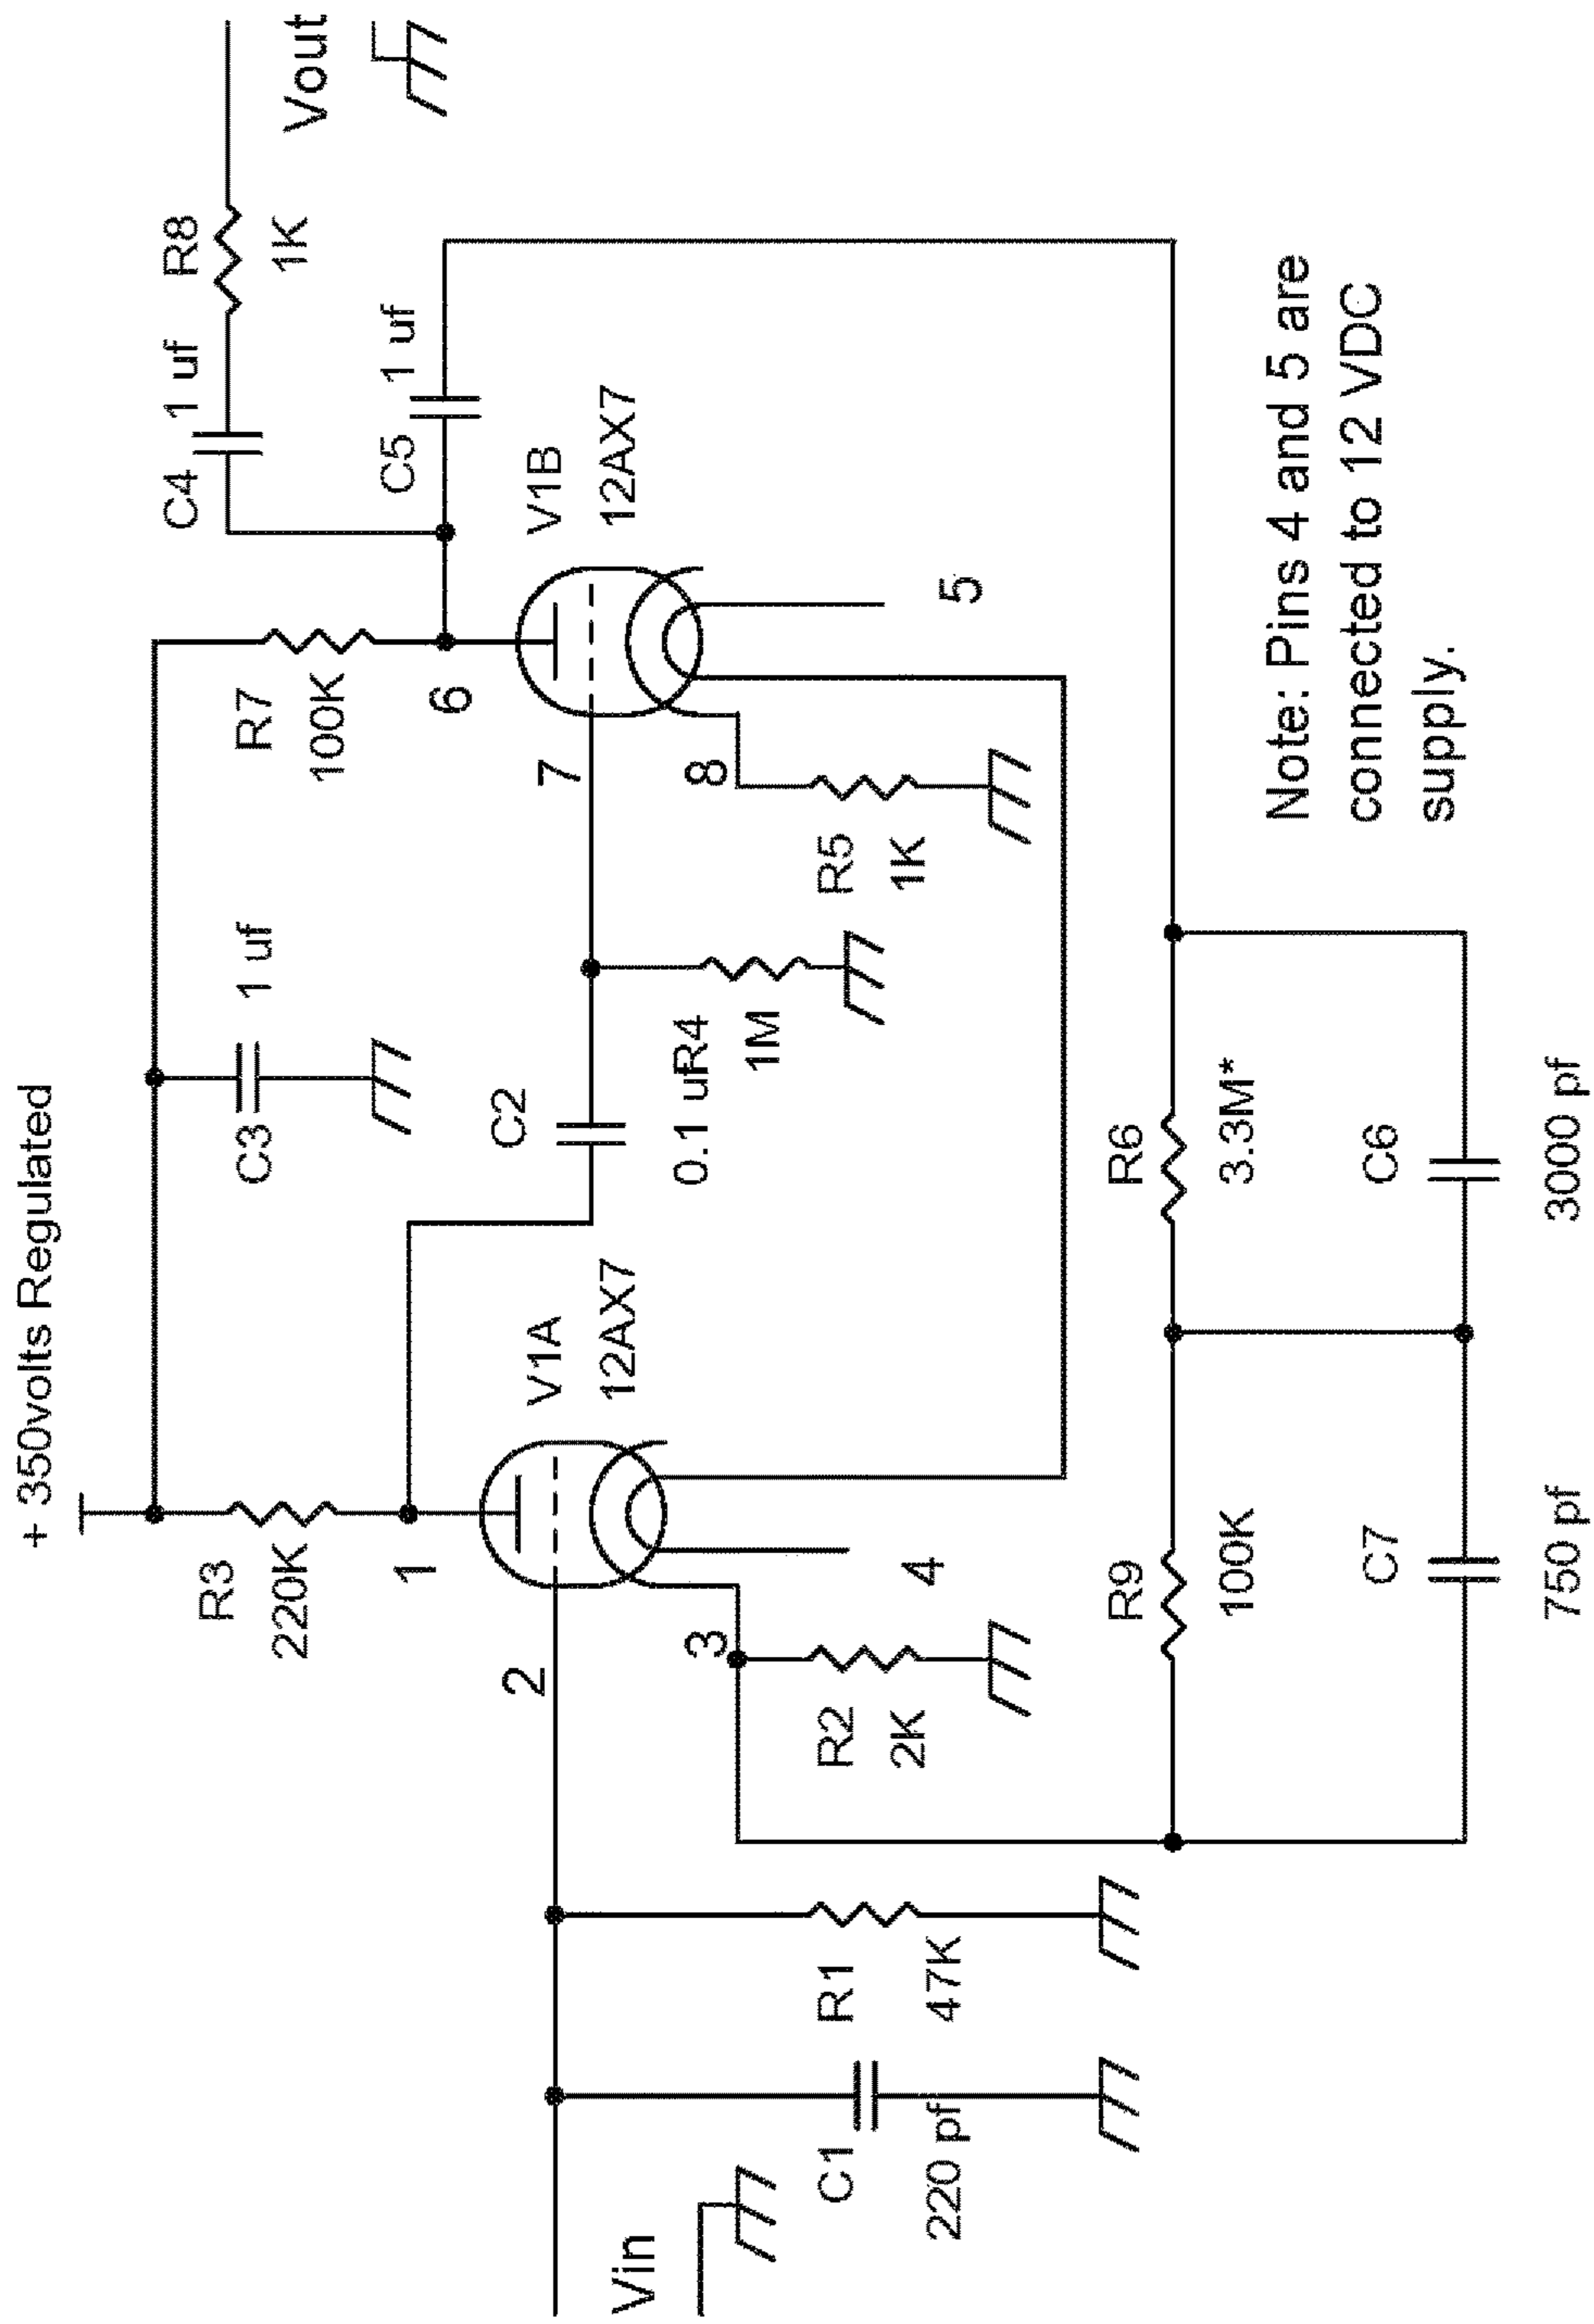 + 350volts Regulated
R3
220K
C3
1 uf
R7
100K
C4
1 uf
R8
1K
Vout
C5
1 uf
1
6
V1A
12AX7
C2
0.1 uf
V1B
12AX7
2
7
3
8
4
5
R4
1M
Vin
C1
220 pf
R1
47K
R2
2K
R5
1K
R9
100K
R6
3.3M*
C7
750 pf
C6
3000 pf
Note: Pins 4 and 5 are
connected to 12 VDC
supply.